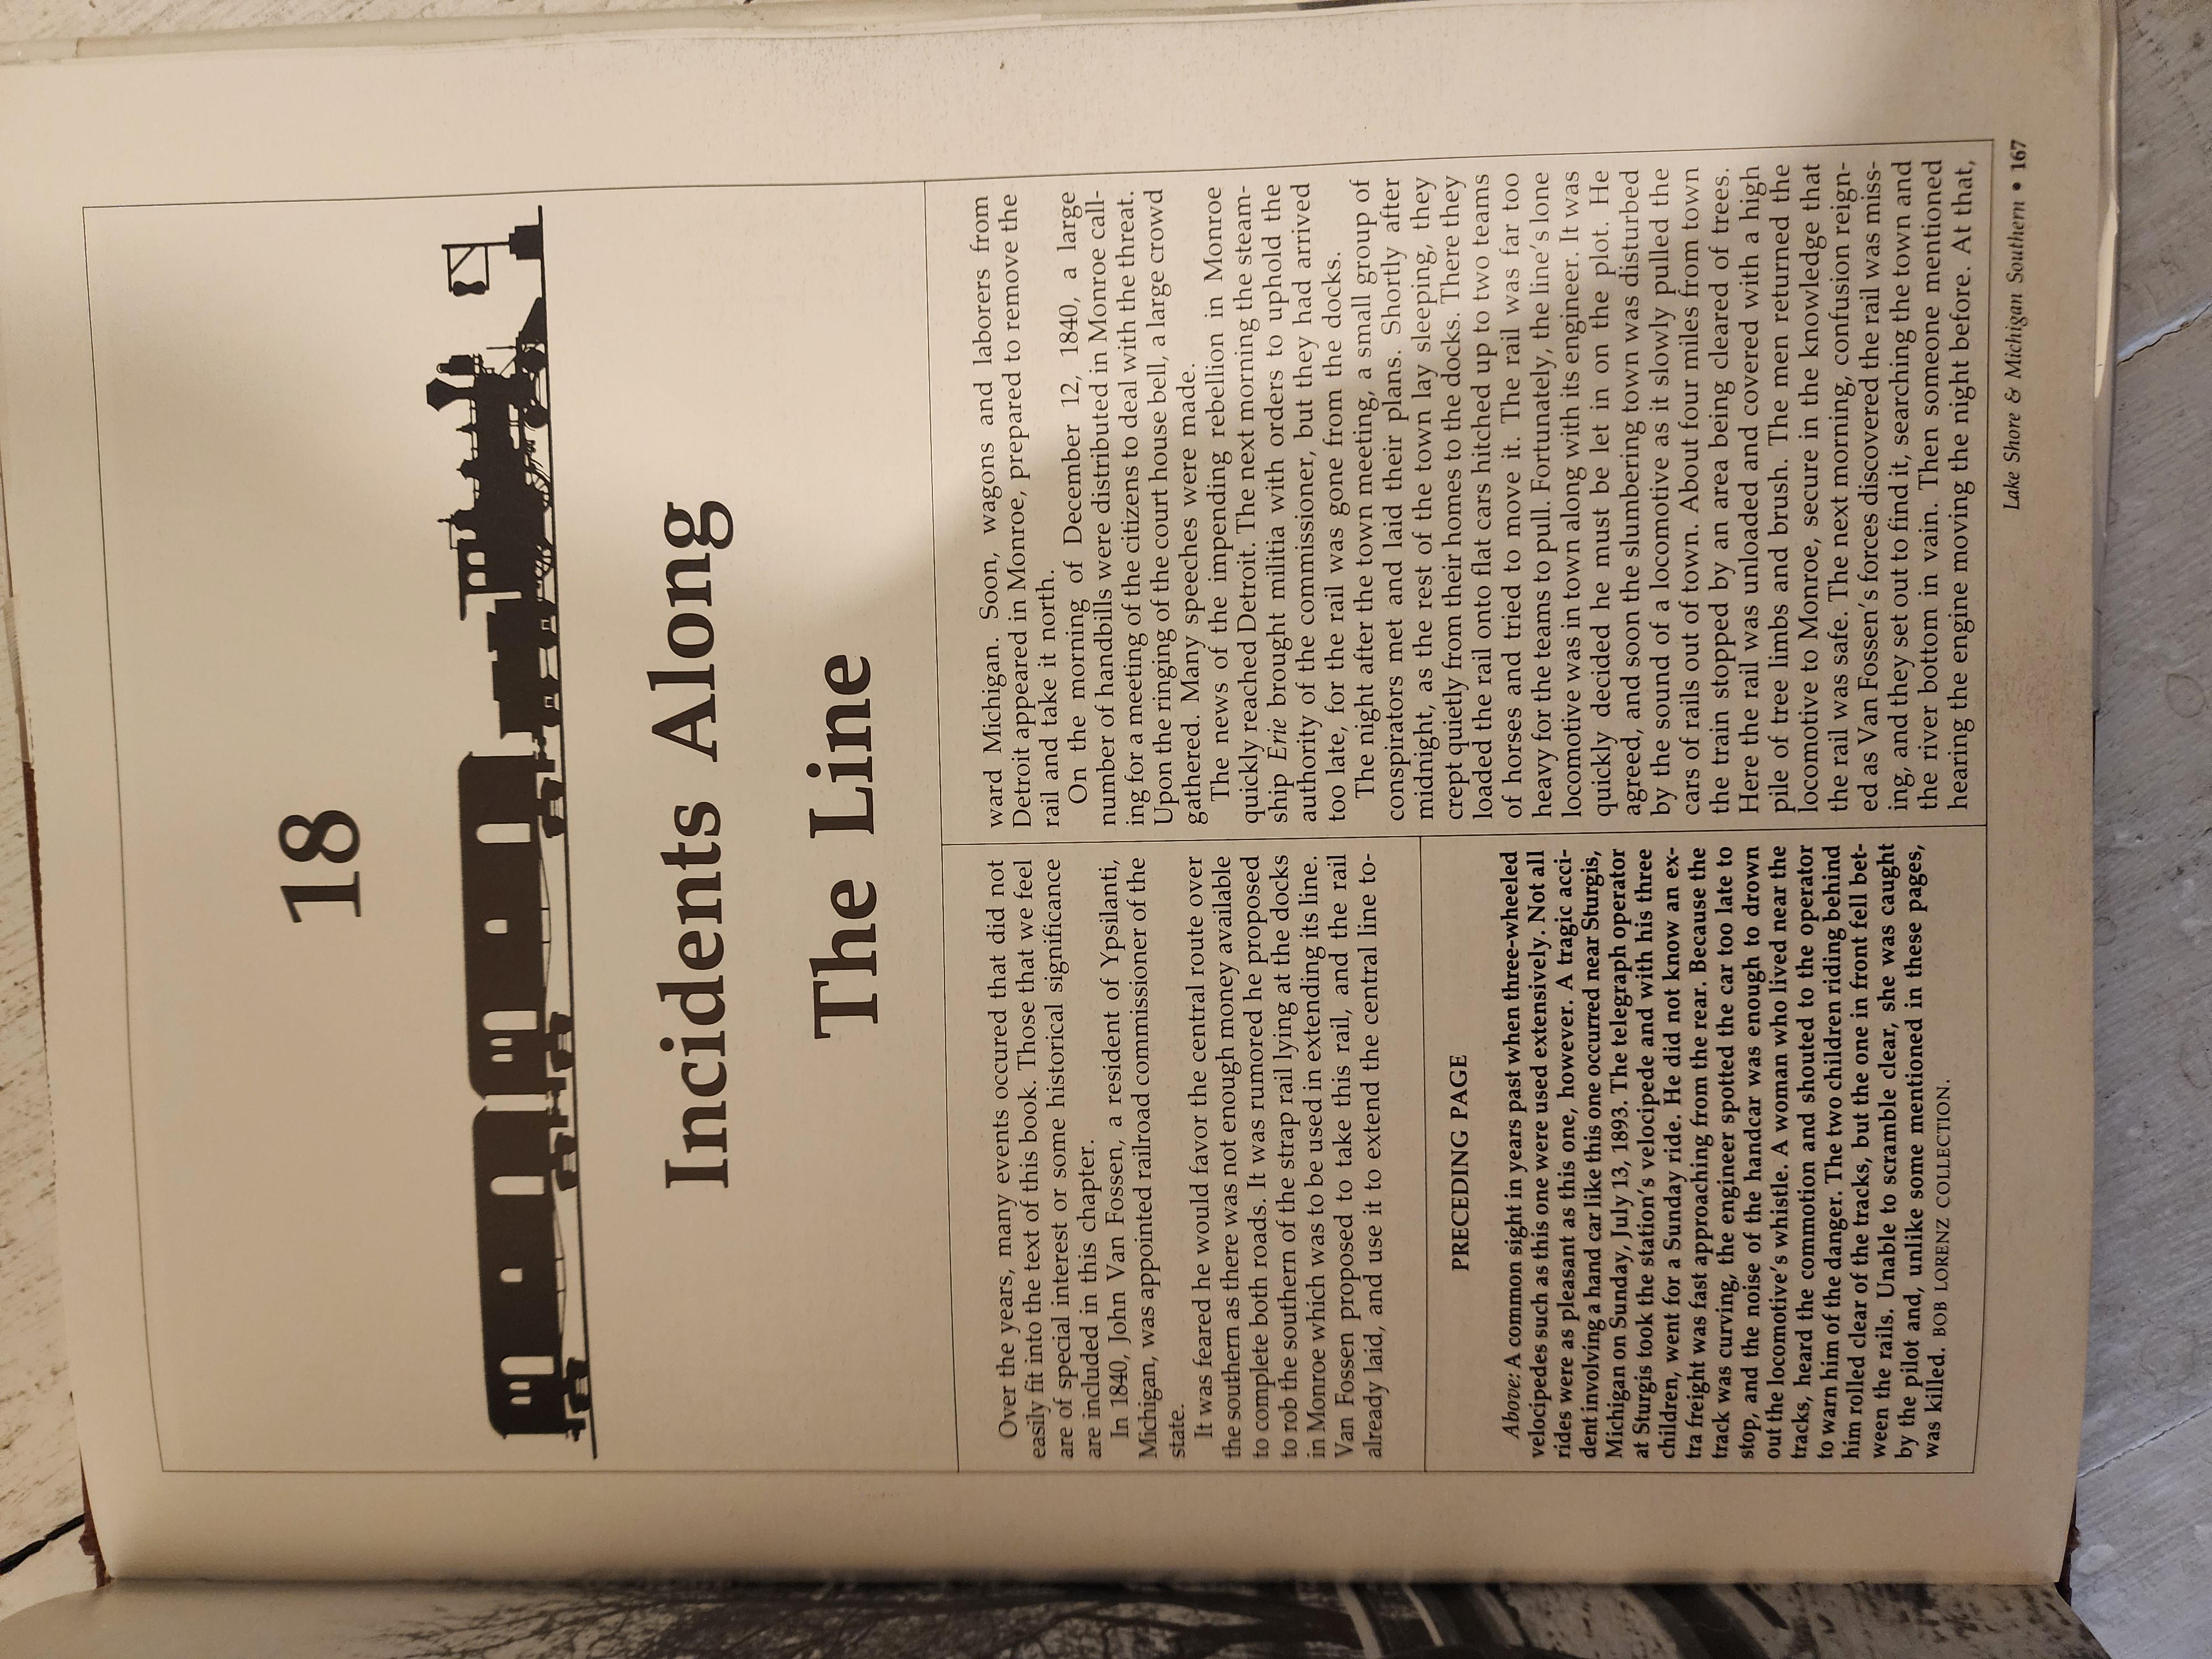 18
Incidents Along
The Line
Over the years, many events occured that did not
easily fit into the text of this book. Those that we feel
are of special interest or some historical significance
are included in this chapter.
In 1840, John Van Fossen, a resident of Ypsilanti,
Michigan, was appointed railroad commissioner of the
state.
It was feared he would favor the central route over
the southern as there was not enough money available
to complete both roads. It was rumored he proposed
to rob the southern of the strap rail lying at the docks
in Monroe which was to be used in extending its line.
Van Fossen proposed to take this rail, and the rail
already laid, and use it to extend the central line to-
PRECEDING PAGE
Above: A common sight in years past when three-wheeled
velocipedes such as this one were used extensively. Not all
rides were as pleasant as this one, however. A tragic acci-
dent involving a hand car like this one occurred near Sturgis,
Michigan on Sunday, July 13, 1893. The telegraph operator
at Sturgis took the station's velocipede and with his three
children, went for a Sunday ride. He did not know an ex-
tra freight was fast approaching from the rear. Because the
track was curving, the engineer spotted the car too late to
stop, and the noise of the handcar was enough to drown
out the locomotive's whistle. A woman who lived near the
tracks, heard the commotion and shouted to the operator
to warn him of the danger. The two children riding behind
him rolled clear of the tracks, but the one in front fell bet-
ween the rails. Unable to scramble clear, she was caught
by the pilot and, unlike some mentioned in these pages,
was killed. BOB LORENZ COLLECTION.
ward Michigan. Soon, wagons and laborers from
Detroit appeared in Monroe, prepared to remove the
rail and take it north.
On the morning of December 12, 1840, a large
number of handbills were distributed in Monroe call-
ing for a meeting of the citizens to deal with the threat.
Upon the ringing of the court house bell, a large crowd
gathered. Many speeches were made.
The news of the impending rebellion in Monroe
quickly reached Detroit. The next morning the steam-
ship Erie brought militia with orders to uphold the
authority of the commissioner, but they had arrived
too late, for the rail was gone from the docks.
The night after the town meeting, a small group of
conspirators met and laid their plans. Shortly after
midnight, as the rest of the town lay sleeping, they
crept quietly from their homes to the docks. There they
loaded the rail onto flat cars hitched up to two teams
of horses and tried to move it. The rail was far too
heavy for the teams to pull. Fortunately, the line's lone
locomotive was in town along with its engineer. It was
quickly decided he must be let in on the plot. He
agreed, and soon the slumbering town was disturbed
by the sound of a locomotive as it slowly pulled the
cars of rails out of town. About four miles from town
the train stopped by an area being cleared of trees.
Here the rail was unloaded and covered with a high
pile of tree limbs and brush. The men returned the
locomotive to Monroe, secure in the knowledge that
the rail was safe. The next morning, confusion reign-
ed as Van Fossen's forces discovered the rail was miss-
ing, and they set out to find it, searching the town and
the river bottom in vain. Then someone mentioned
hearing the engine moving the night before. At that,
Lake Shore & Michigan Southern • 167